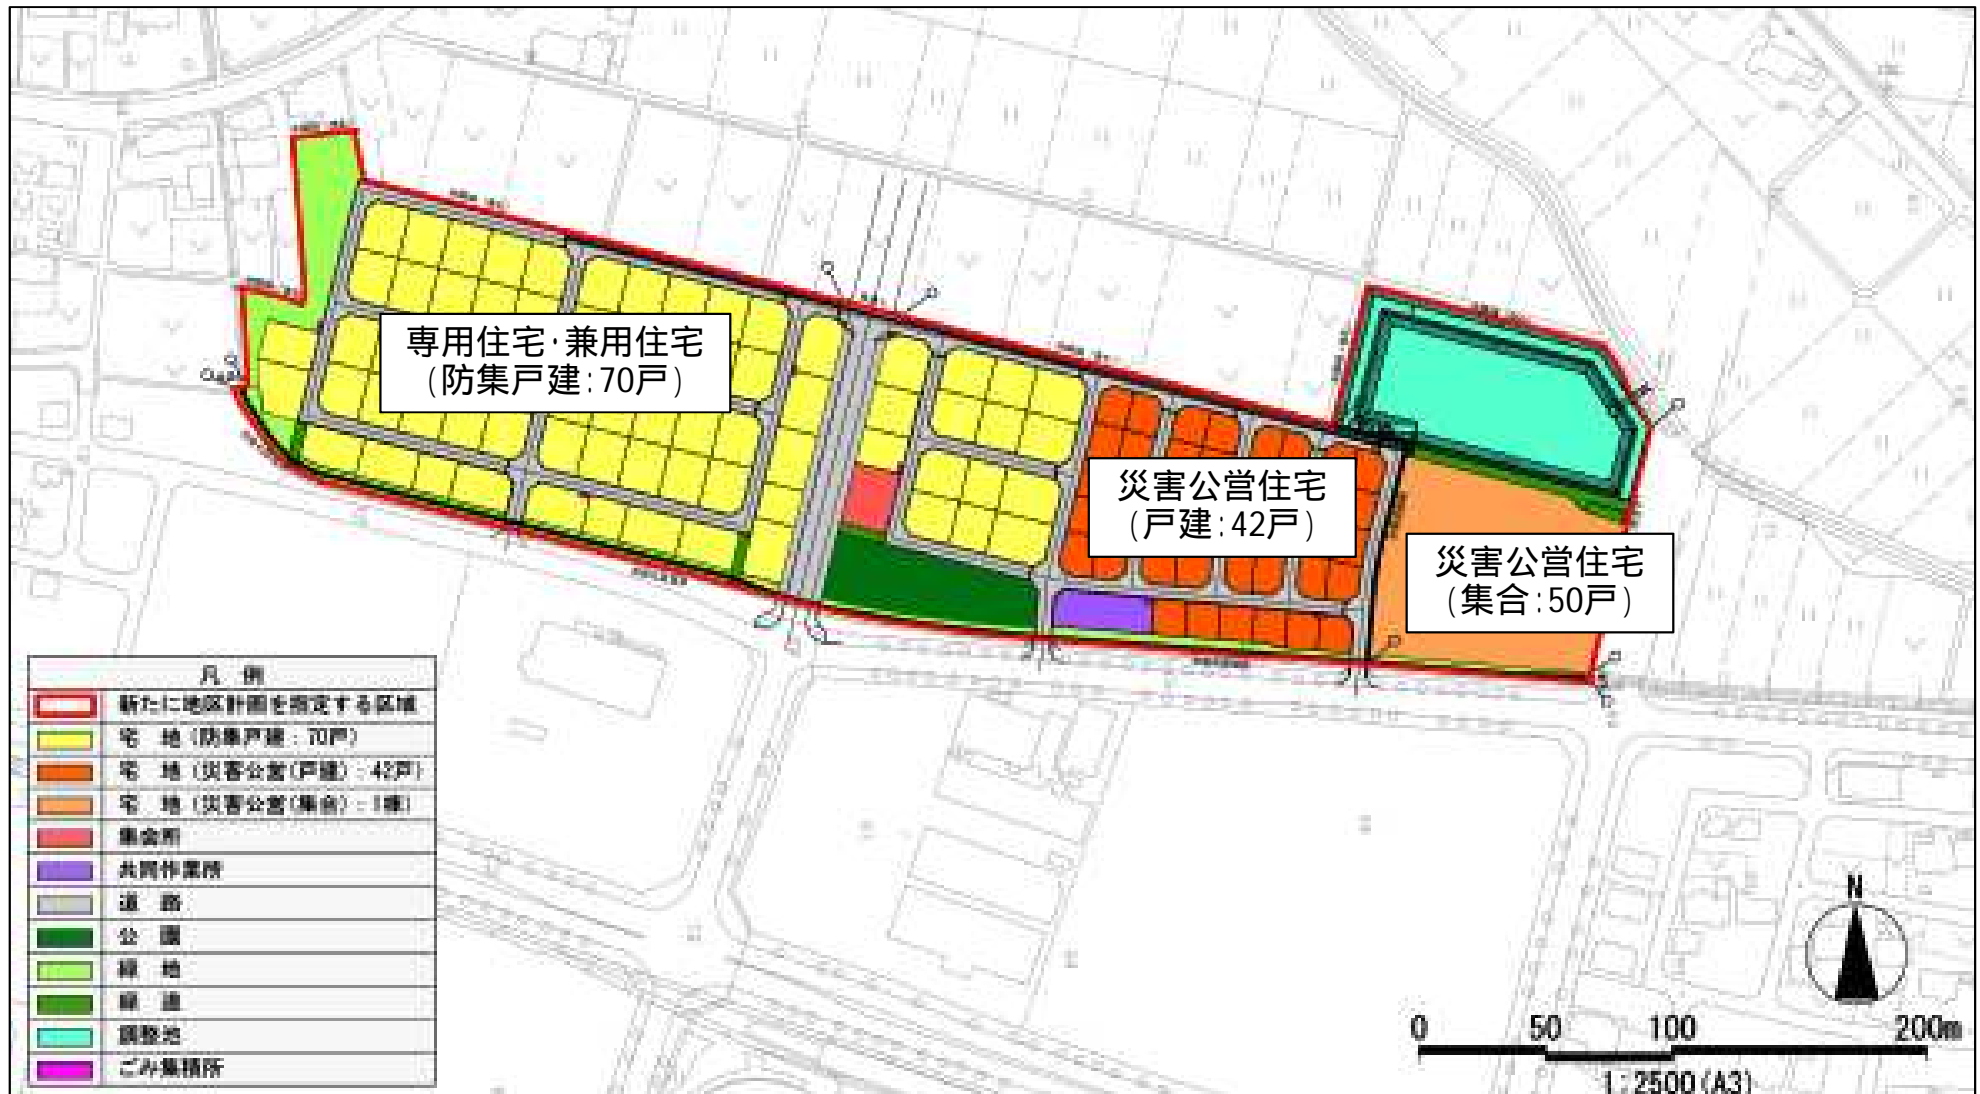 専用住宅・兼用住宅
(防集戸建:70戸)
災害公営住宅
(戸建:42戸)
災害公営住宅
(集合:50戸)
凡 例
新たに地区計画を指定する区域
宅 地(防集戸建:70戸)
宅 地(災害公営(戸建):42戸)
宅 地(災害公営(集合):1棟)
集会所
共同作業所
道 路
公 園
緑 地
緑 道
調整池
ごみ集積所
N
0 50 100 200m
1:2500(A3)